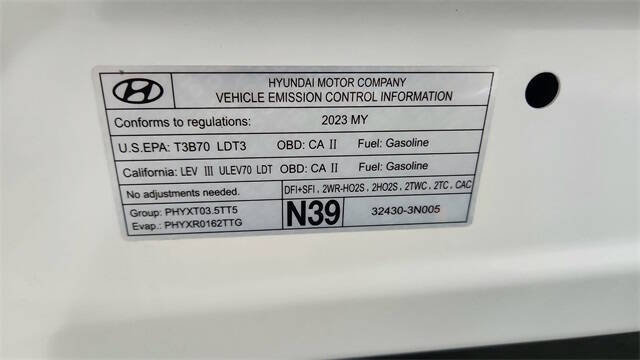 HYUNDAI MOTOR COMPANY
VEHICLE EMISSION CONTROL INFORMATION
Conforms to regulations: 2023 MY
U.S.EPA: T3B70 LDT3 OBD: CA II Fuel: Gasoline
California: LEV III ULEV70 LDT OBD: CA II Fuel: Gasoline
No adjustments needed. DFI+SFI, 2WR-HO2S, 2HO2S, 2TWC, 2TC, CAC
Group: PHYXT03.5TT5
Evap.: PHYXR0162TTG
N39 32430-3N005